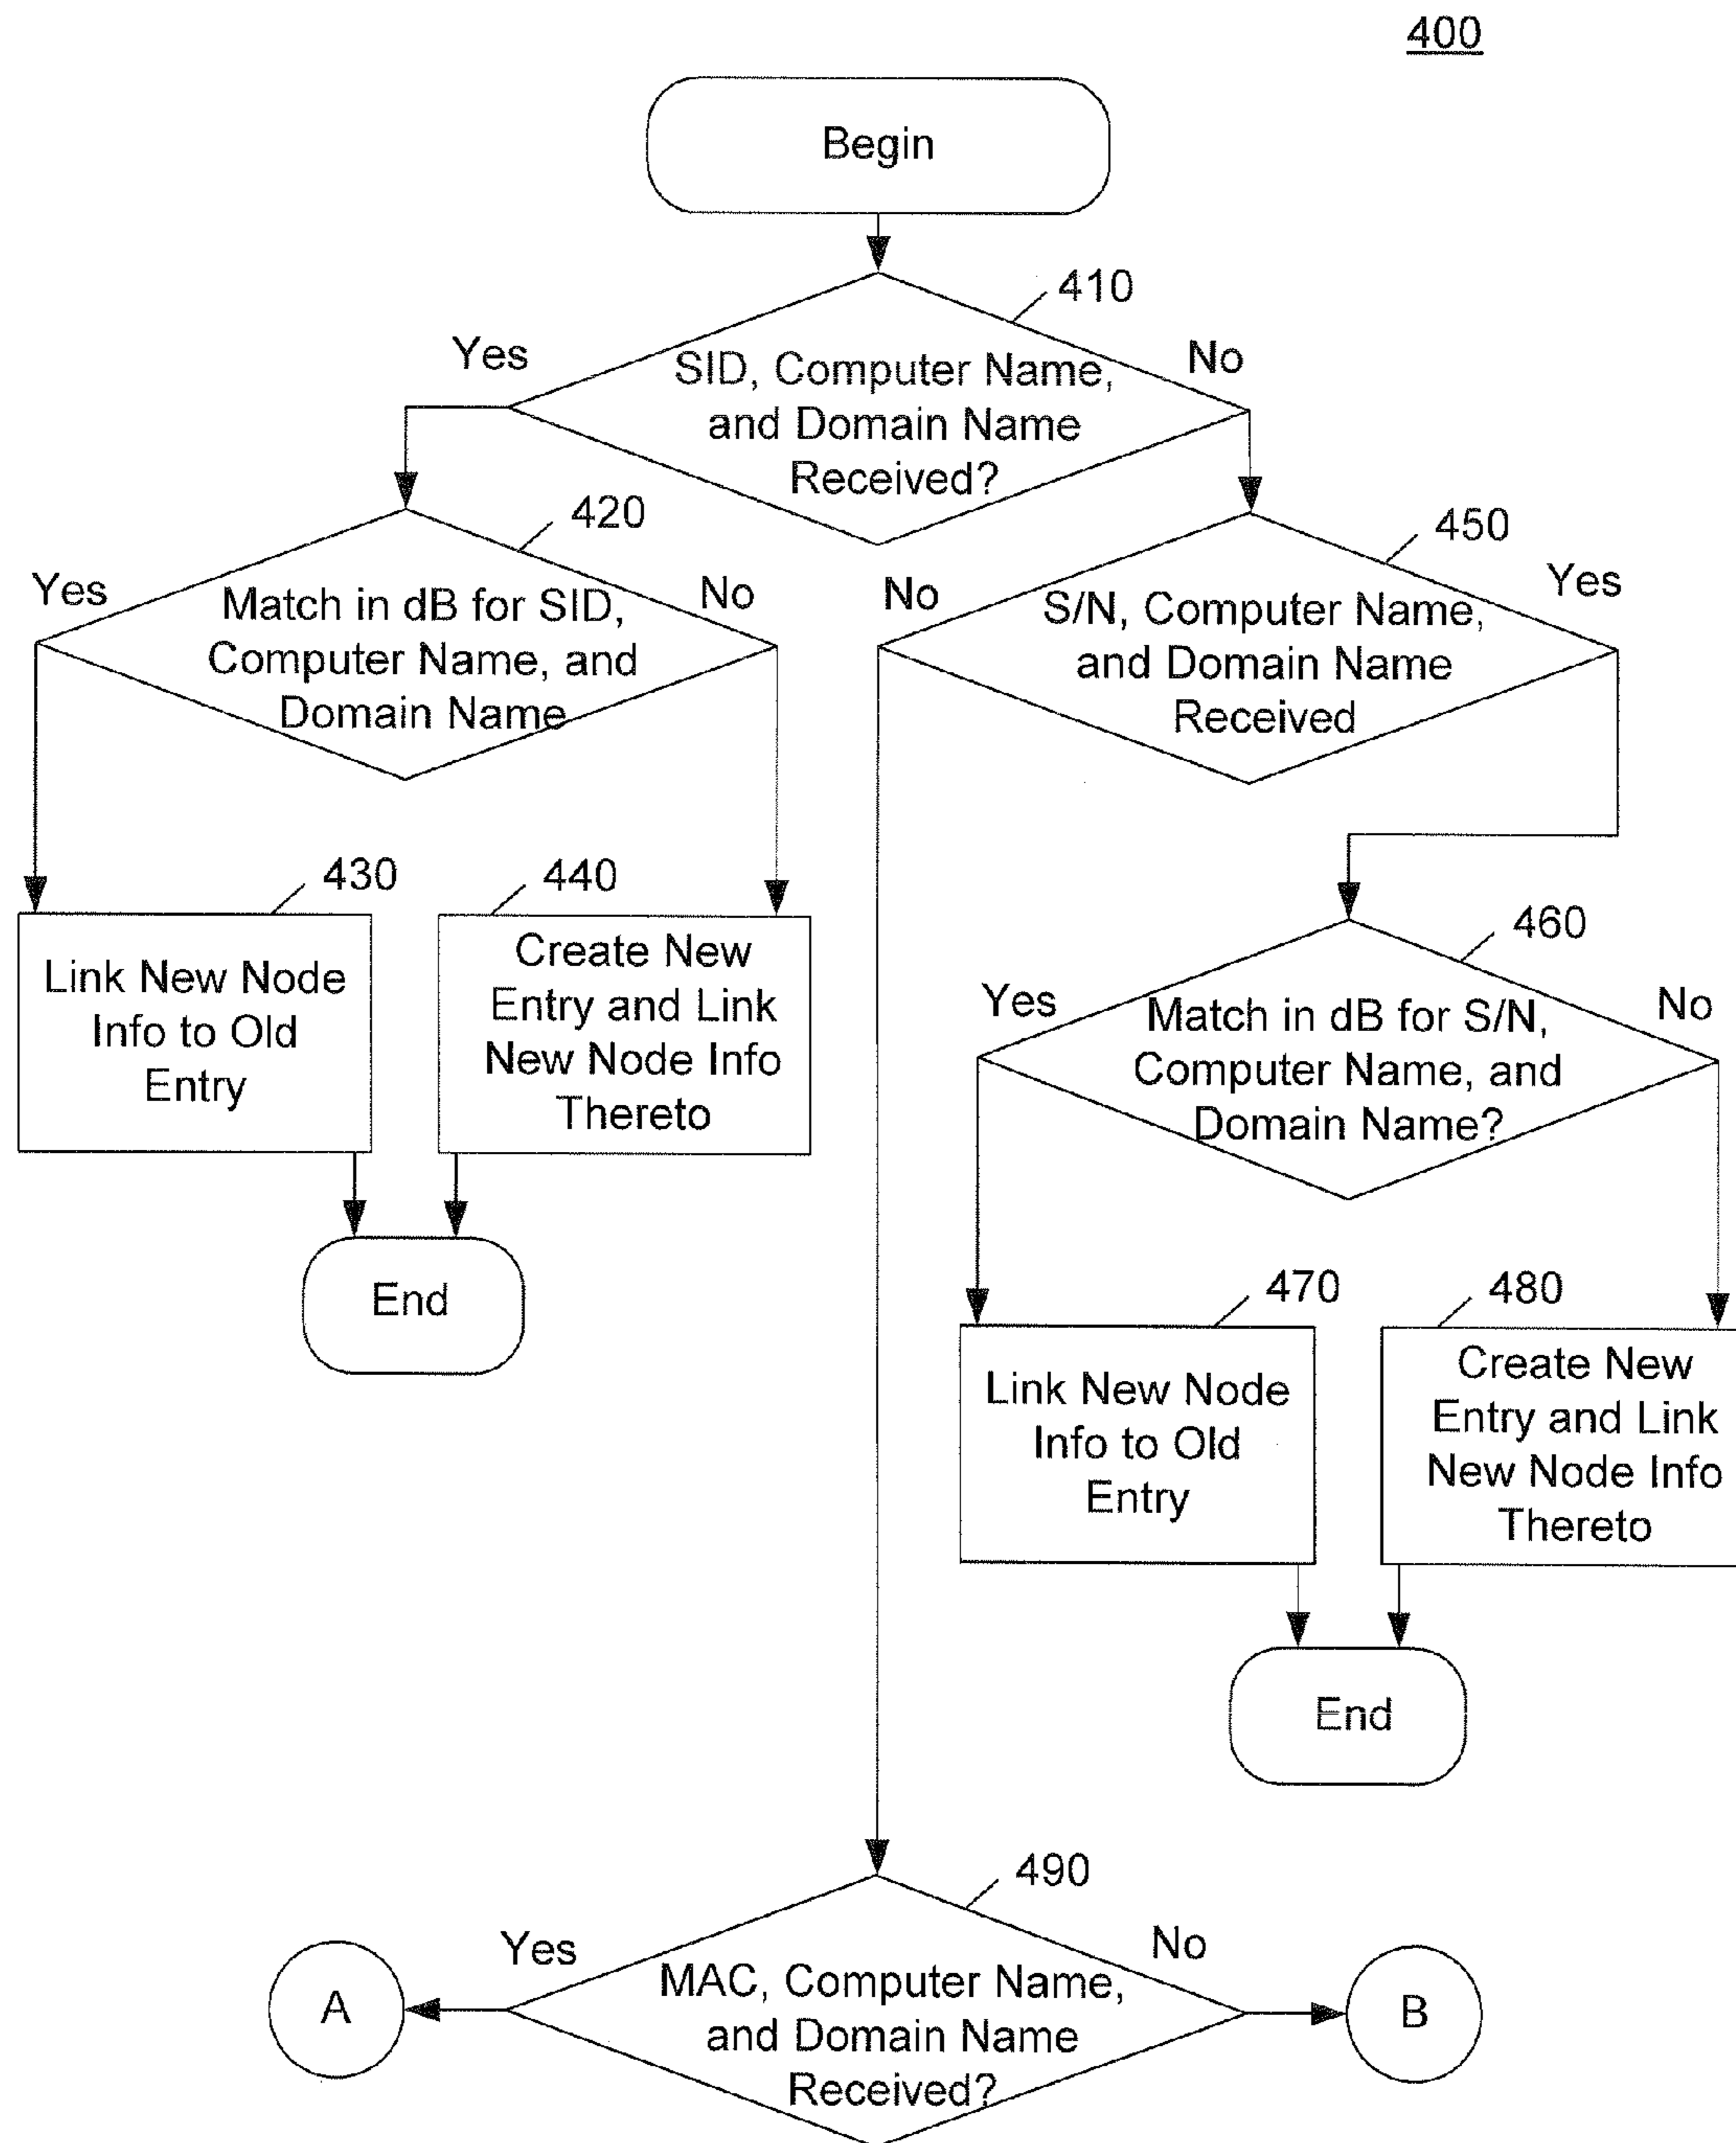 400
Begin
410
Yes
No
SID, Computer Name,
and Domain Name
Received?
420
450
Yes
No
Match in dB for SID,
Computer Name, and
Domain Name
No
Yes
S/N, Computer Name,
and Domain Name
Received
430
440
Link New Node
Info to Old
Entry
Create New
Entry and Link
New Node Info
Thereto
End
460
Yes
No
Match in dB for S/N,
Computer Name, and
Domain Name?
470
480
Link New Node
Info to Old
Entry
Create New
Entry and Link
New Node Info
Thereto
End
490
Yes
No
MAC, Computer Name,
and Domain Name
Received?
A
B